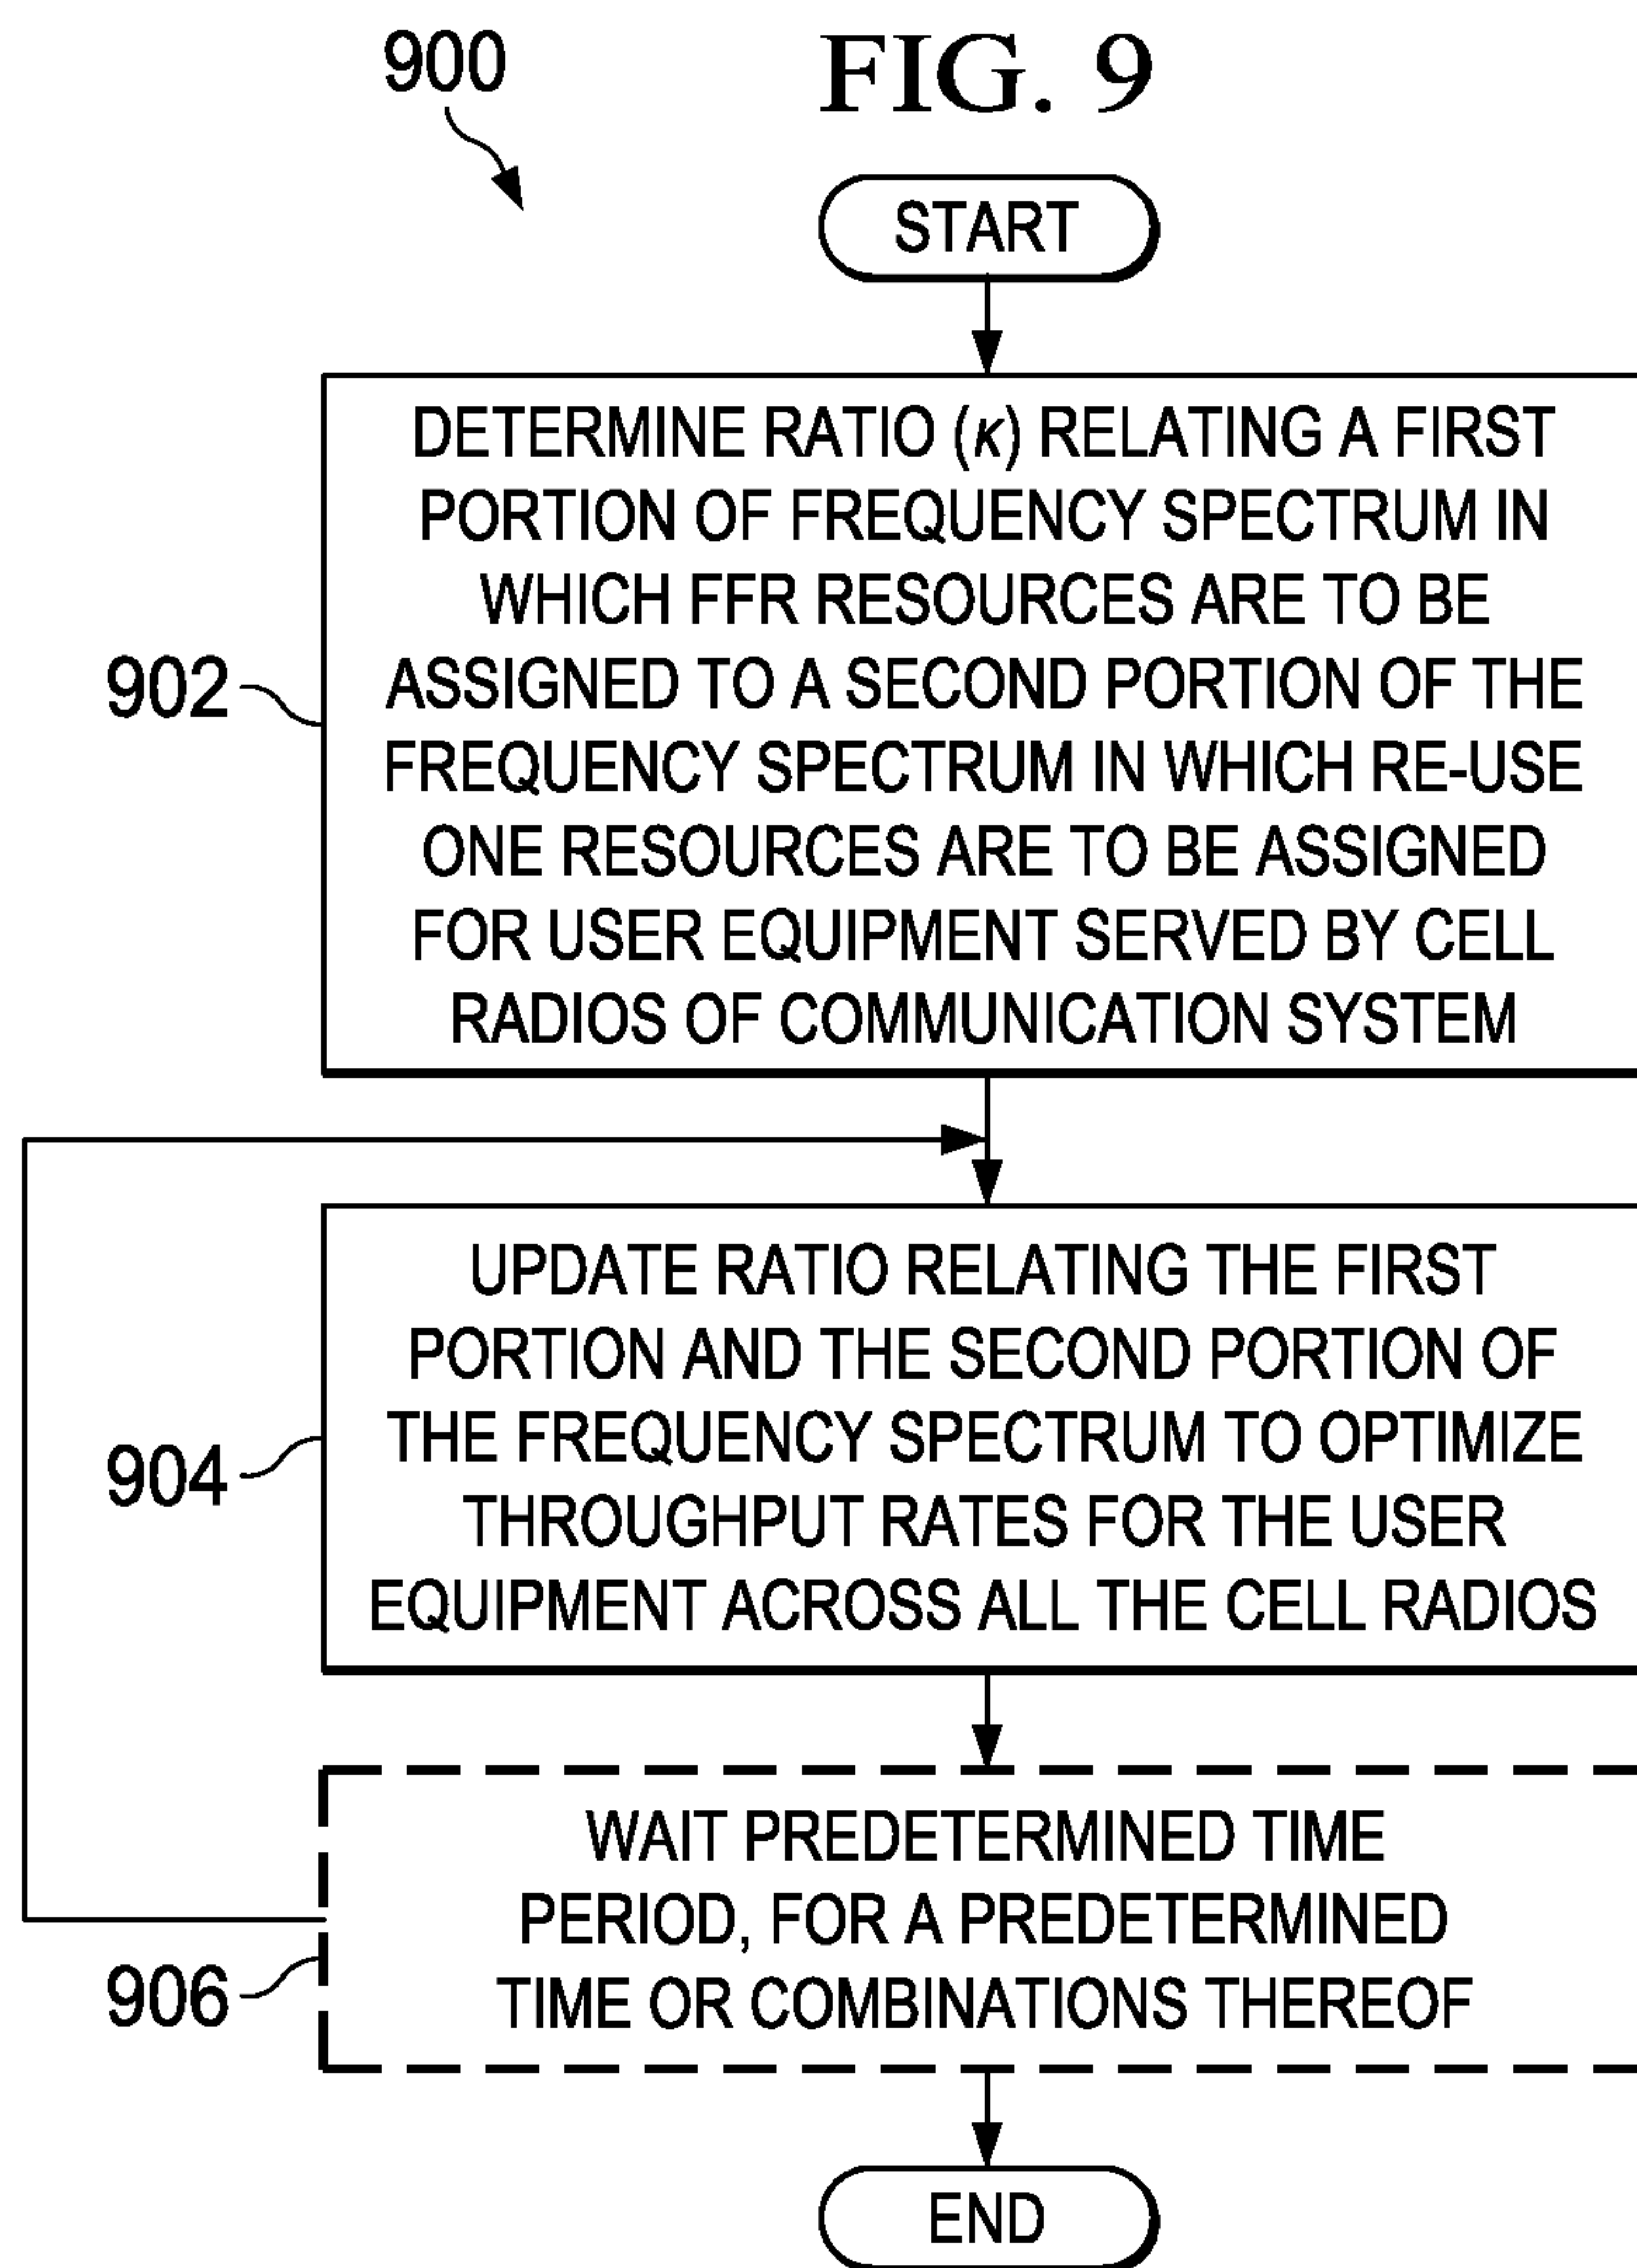 900
FIG. 9
START
DETERMINE RATIO (κ) RELATING A FIRST
PORTION OF FREQUENCY SPECTRUM IN
WHICH FFR RESOURCES ARE TO BE
ASSIGNED TO A SECOND PORTION OF THE
FREQUENCY SPECTRUM IN WHICH RE-USE
ONE RESOURCES ARE TO BE ASSIGNED
FOR USER EQUIPMENT SERVED BY CELL
RADIOS OF COMMUNICATION SYSTEM
902
UPDATE RATIO RELATING THE FIRST
PORTION AND THE SECOND PORTION OF
THE FREQUENCY SPECTRUM TO OPTIMIZE
THROUGHPUT RATES FOR THE USER
EQUIPMENT ACROSS ALL THE CELL RADIOS
904
WAIT PREDETERMINED TIME
PERIOD, FOR A PREDETERMINED
TIME OR COMBINATIONS THEREOF
906
END